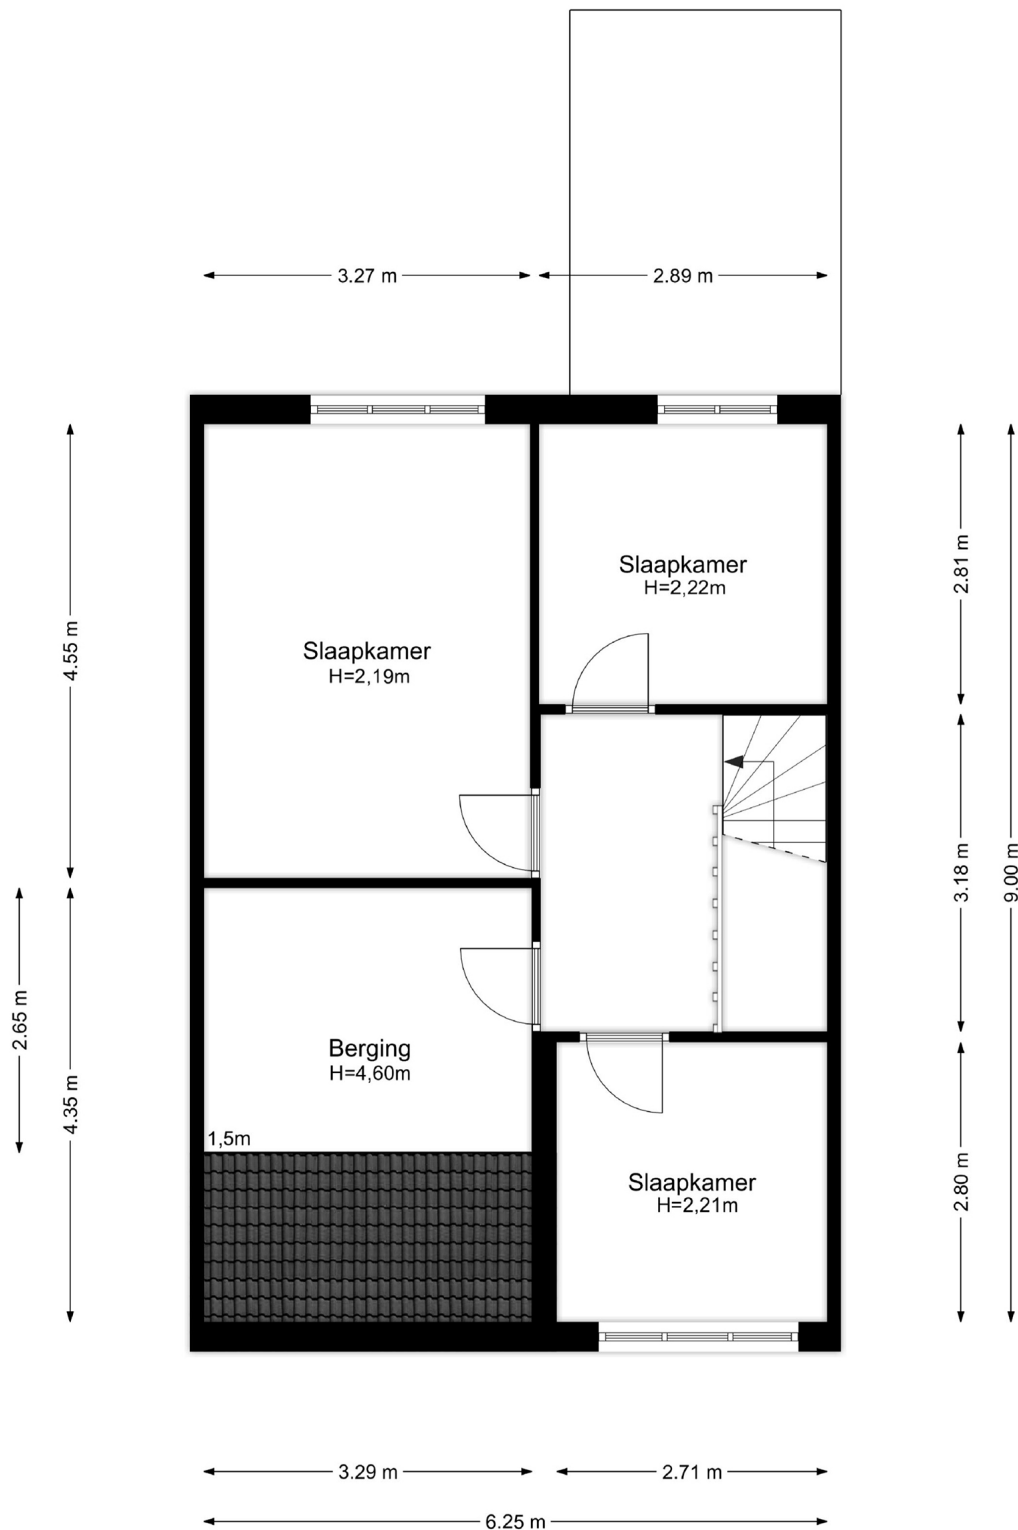 3.27 m
2.89 m
Slaapkamer
H=2,22m
2.81 m
4.55 m
Slaapkamer
H=2,19m
3.18 m
9.00 m
2.65 m
4.35 m
Berging
H=4,60m
1,5m
Slaapkamer
H=2,21m
2.80 m
3.29 m
2.71 m
6.25 m